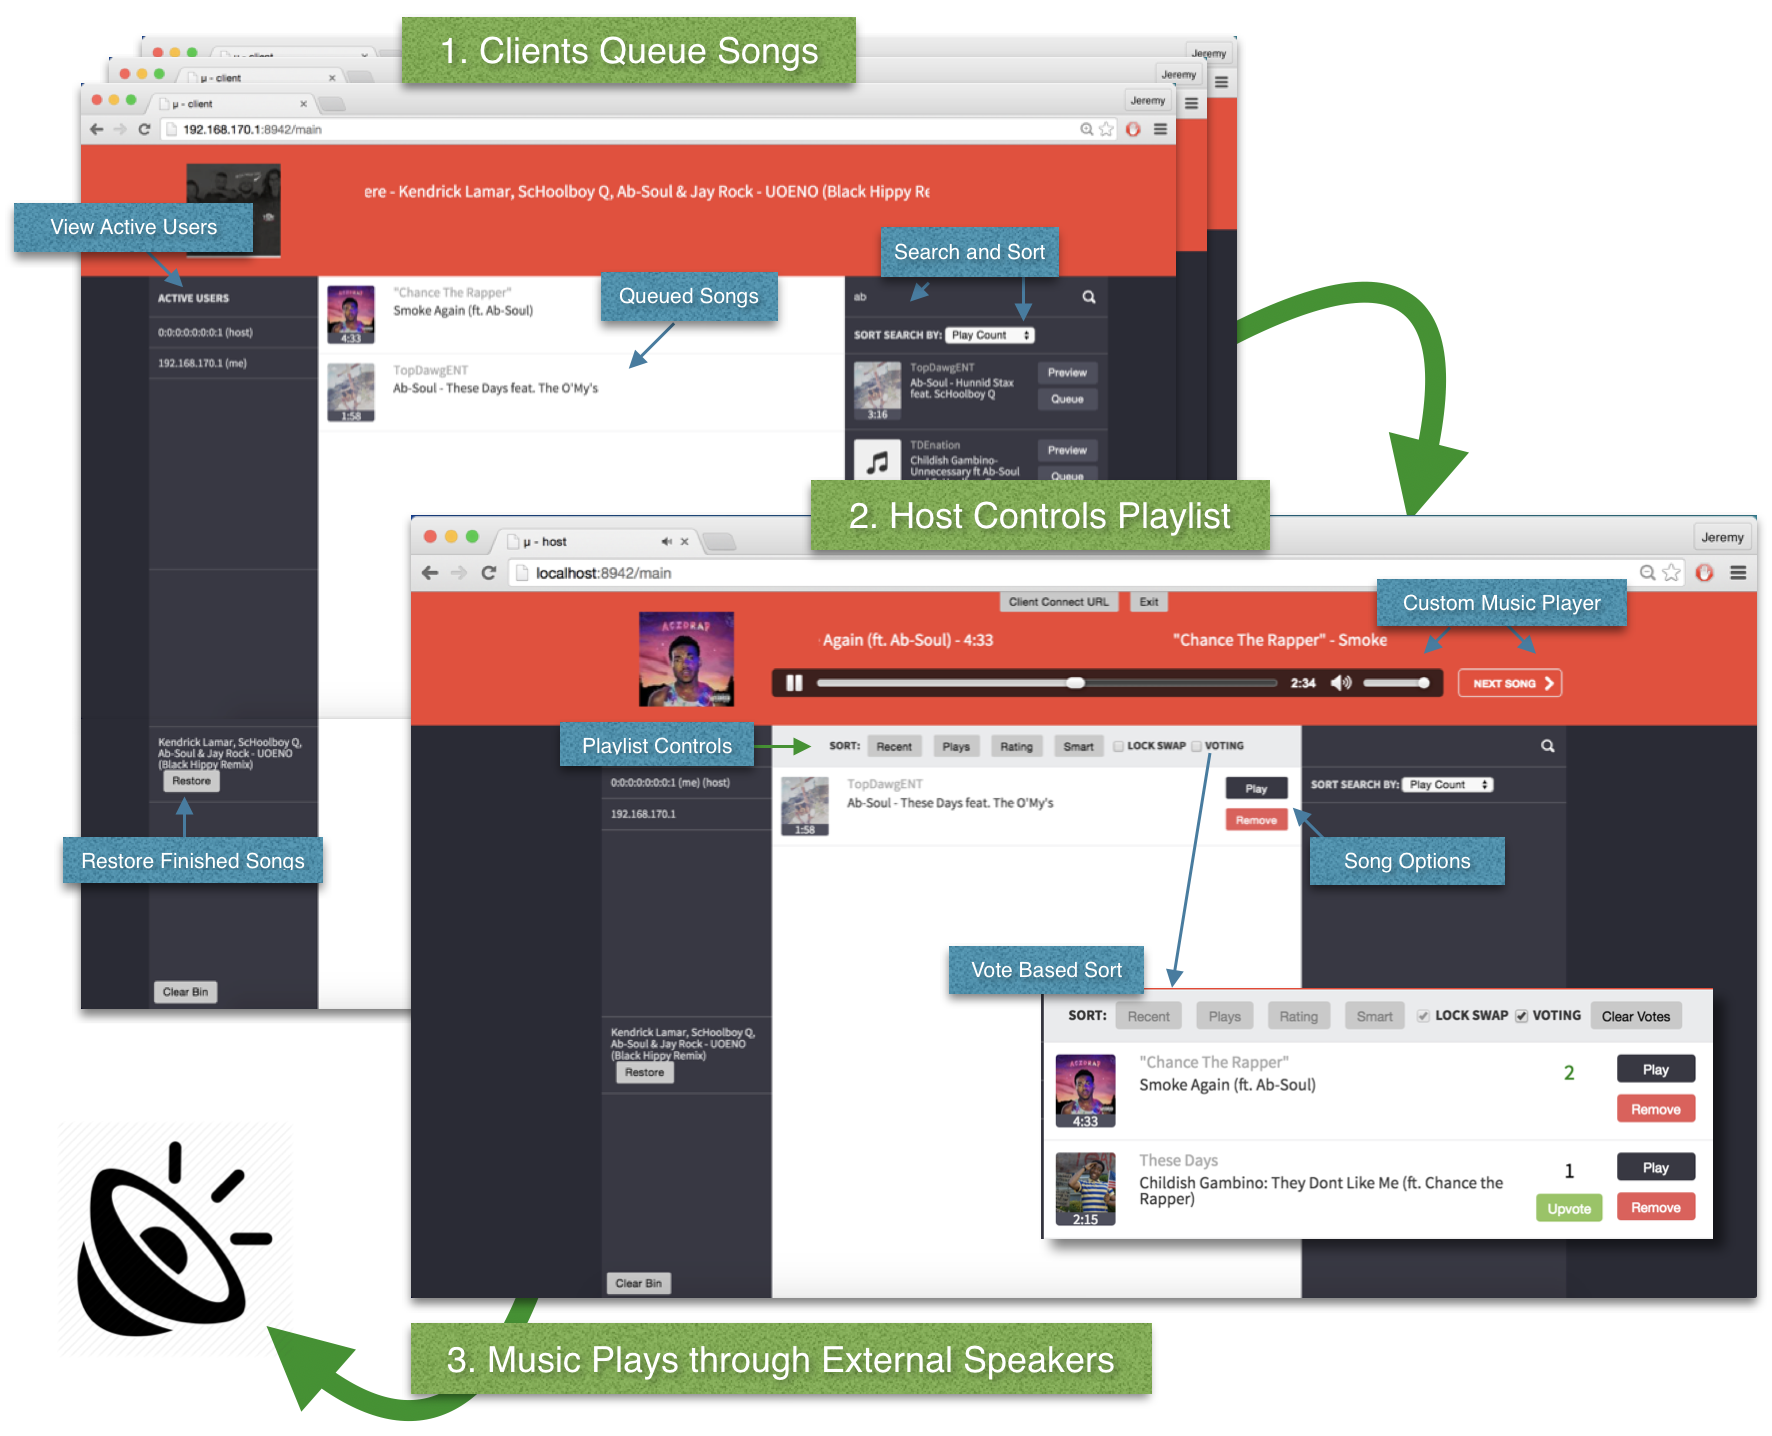 1. Clients Queue Songs
μ - client
Jeremy
μ - client
Jeremy
μ - client
Jeremy
192.168.170.1:8942/main
ere - Kendrick Lamar, ScHoolboy Q, Ab-Soul & Jay Rock - UOENO (Black Hippy Re
View Active Users
Search and Sort
Queued Songs
ACTIVE USERS
0:0:0:0:0:0:0:1 (host)
192.168.170.1 (me)
"Chance The Rapper"
Smoke Again (ft. Ab-Soul)
4:33
TopDawgENT
Ab-Soul - These Days feat. The O'My's
1:58
ab
SORT SEARCH BY: Play Count
TopDawgENT
Ab-Soul - Hunnid Stax
feat. ScHoolboy Q
3:16
Preview
Queue
TDEnation
Childish Gambino-
Unnecessary ft Ab-Soul
Preview
Queue
Kendrick Lamar, ScHoolboy Q,
Ab-Soul & Jay Rock - UOENO
(Black Hippy Remix)
Restore
Restore Finished Songs
Clear Bin
2. Host Controls Playlist
μ - host
Jeremy
localhost:8942/main
Client Connect URL
Exit
Custom Music Player
Again (ft. Ab-Soul) - 4:33
"Chance The Rapper" - Smoke
2:34
NEXT SONG
Playlist Controls
SORT: Recent Plays Rating Smart LOCK SWAP VOTING
0:0:0:0:0:0:0:1 (me) (host)
192.168.170.1
TopDawgENT
Ab-Soul - These Days feat. The O'My's
1:58
Play
Remove
SORT SEARCH BY: Play Count
Song Options
Vote Based Sort
SORT: Recent Plays Rating Smart LOCK SWAP VOTING Clear Votes
"Chance The Rapper"
Smoke Again (ft. Ab-Soul)
ACIDRAP
4:33
2
Play
Remove
These Days
Childish Gambino: They Dont Like Me (ft. Chance the
Rapper)
2:15
1
Upvote
Play
Remove
Kendrick Lamar, ScHoolboy Q,
Ab-Soul & Jay Rock - UOENO
(Black Hippy Remix)
Restore
Clear Bin
3. Music Plays through External Speakers